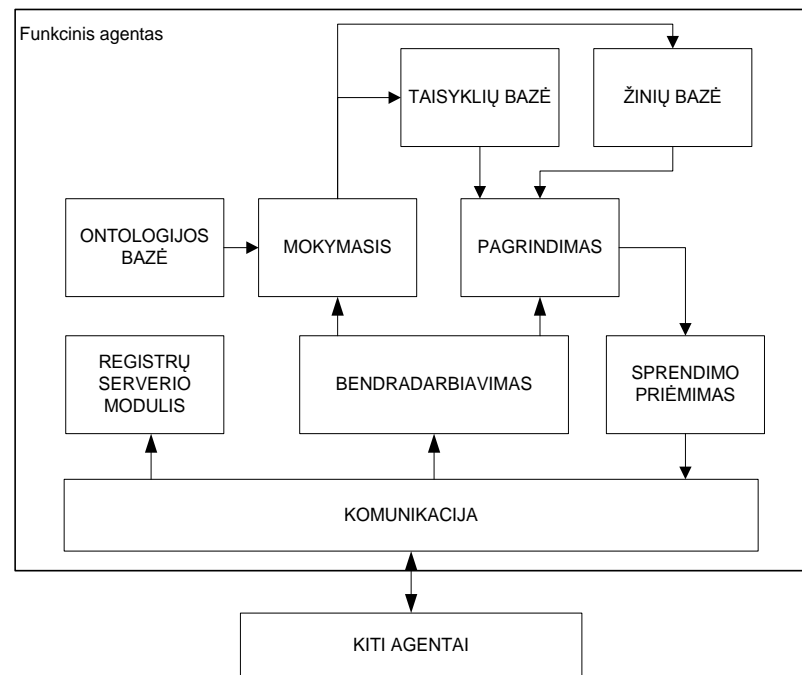 Funkcinis agentas
TAISYKLIŲ BAZĖ
ŽINIŲ BAZĖ
ONTOLOGIJOS
BAZĖ
MOKYMASIS
PAGRINDIMAS
REGISTRŲ
SERVERIO
MODULIS
BENDRADARBIAVIMAS
SPRENDIMO
PRIĖMIMAS
KOMUNIKACIJA
KITI AGENTAI